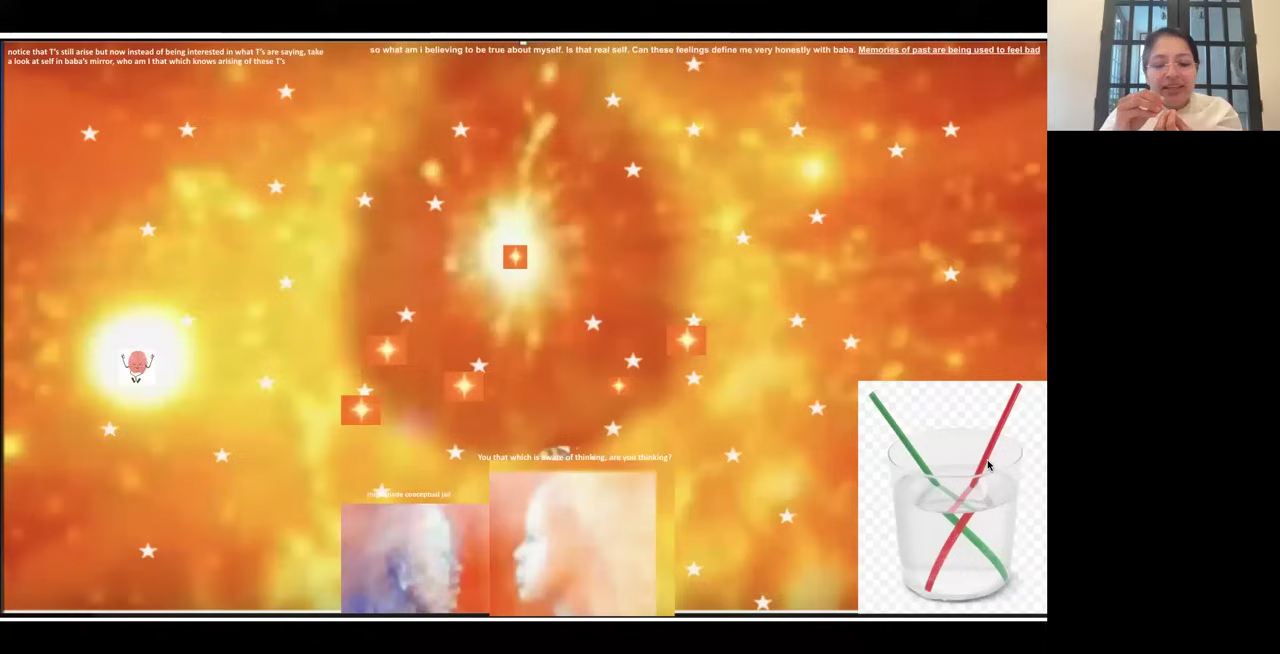 notice that T's still arise but now instead of being interested in what T's are saying, take
a look at self in baba's mirror, who am I that which knows arising of these T's
so what am i believing to be true about myself. Is that real self. Can these feelings define me very honestly with baba. Memories of past are being used to feel bad
You that which is aware of thinking, are you thinking?
conceptual jail